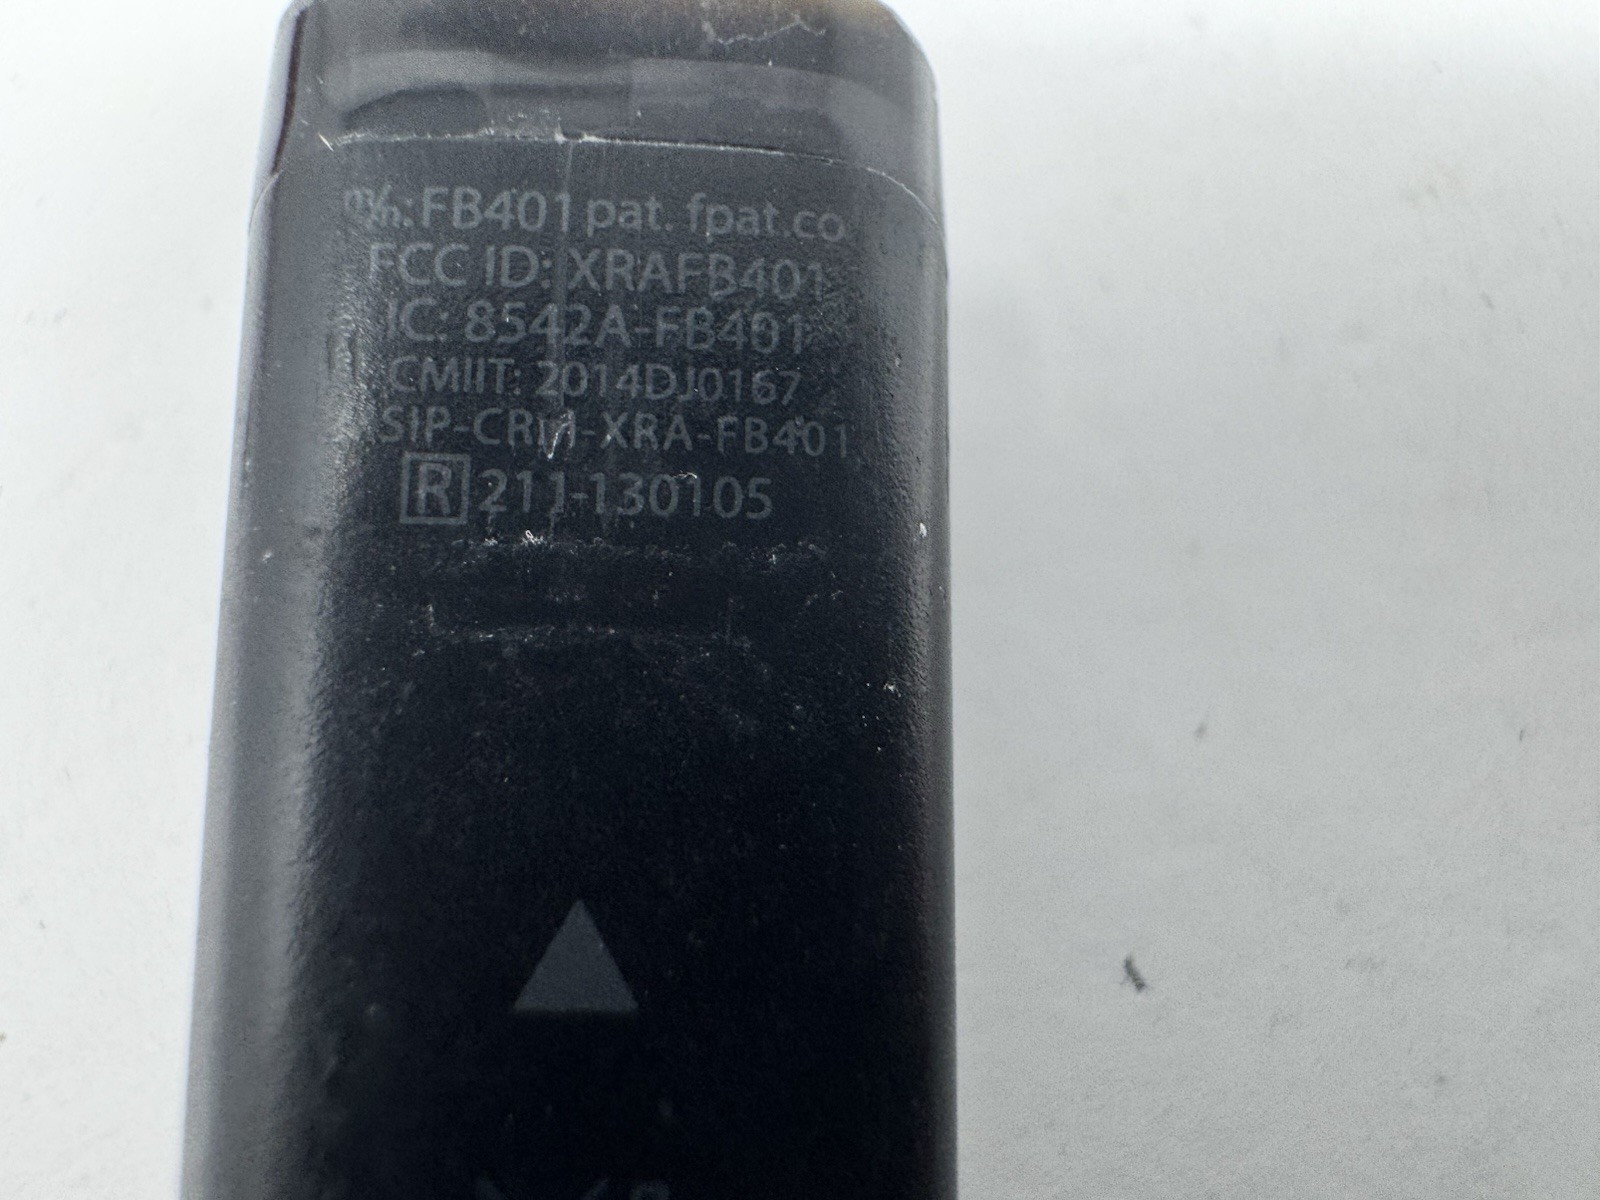 m/n: FB401 pat. fpat.co
FCC ID: XRAFB401
IC: 8542A-FB401
CMIIT: 2014DJ0167
SIP-CRM-XRA-FB401
R 211-130105